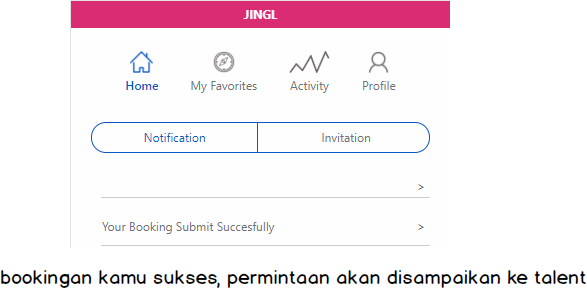 JINGL
Home My Favorites Activity Profile
Notification Invitation
>
Your Booking Submit Succesfully >
bookingan kamu sukses, permintaan akan disampaikan ke talent